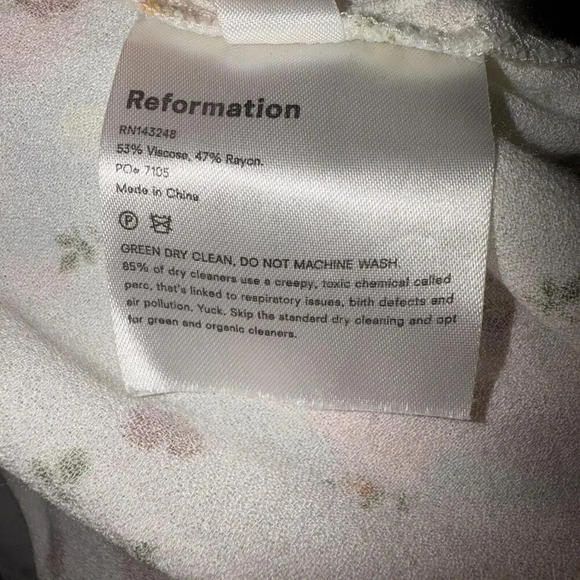 Reformation
RN143248
53% Viscose, 47% Rayon.
PO# 7105
Made in China
P
GREEN DRY CLEAN, DO NOT MACHINE WASH.
85% of dry cleaners use a creepy, toxic chemical called
perc, that's linked to respiratory issues, birth defects and
air pollution. Yuck. Skip the standard dry cleaning and opt
for green and organic cleaners.